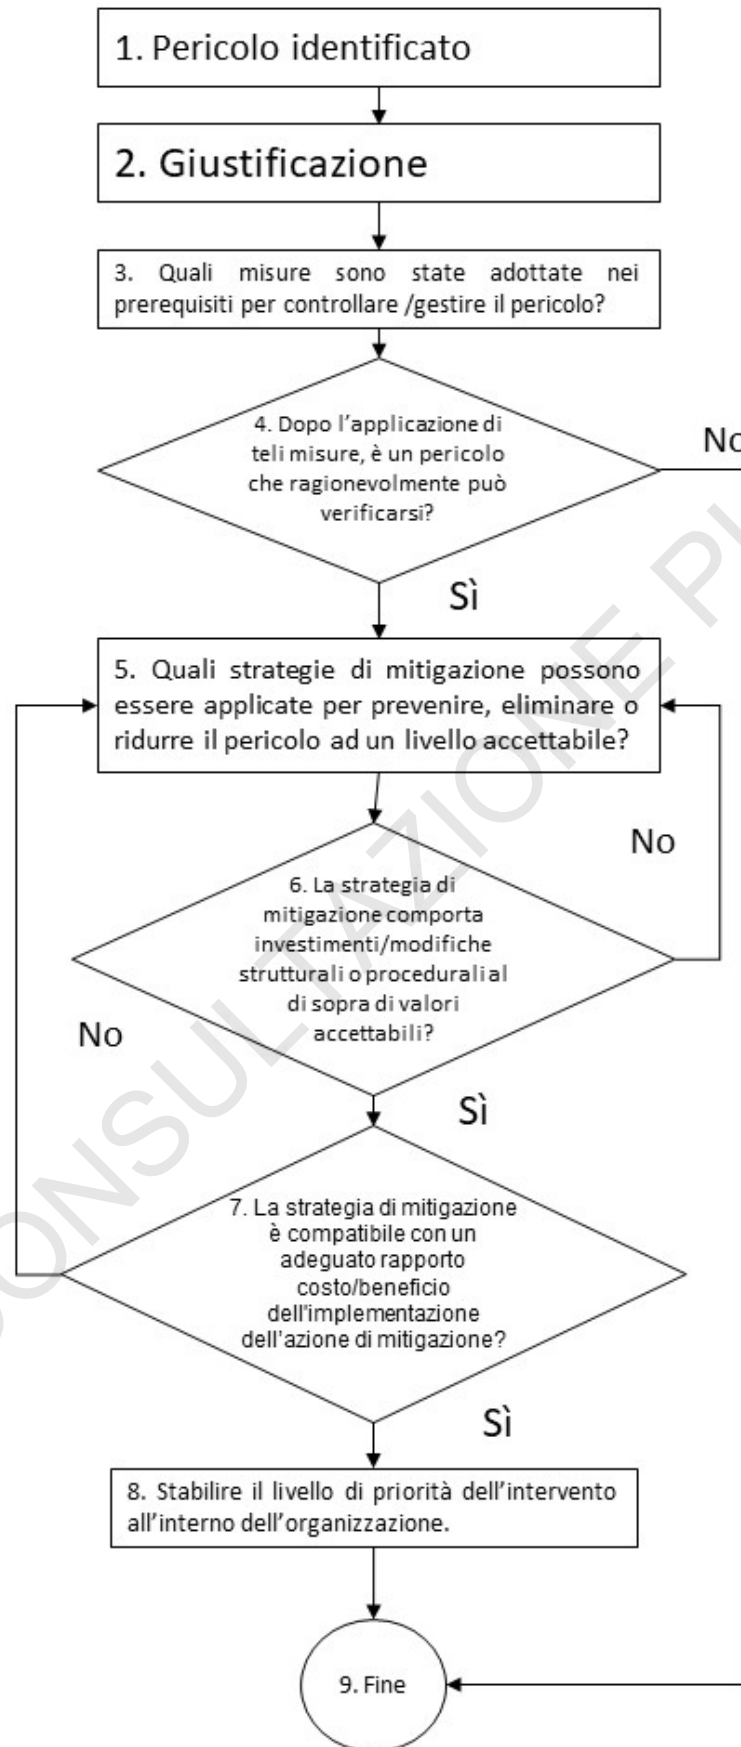 1. Pericolo identificato
2. Giustificazione
3. Quali misure sono state adottate nei
prerequisiti per controllare /gestire il pericolo?
4. Dopo l'applicazione di
teli misure, è un pericolo
che ragionevolmente può
verificarsi?
No
Sì
5. Quali strategie di mitigazione possono
essere applicate per prevenire, eliminare o
ridurre il pericolo ad un livello accettabile?
No
6. La strategia di
mitigazione comporta
investimenti/modifiche
strutturali o procedurali al
di sopra di valori
accettabili?
No
Sì
7. La strategia di mitigazione
è compatibile con un
adeguato rapporto
costo/beneficio
dell'implementazione
dell'azione di mitigazione?
Sì
8. Stabilire il livello di priorità dell'intervento
all'interno dell'organizzazione.
9. Fine
CONSULTAZIONE